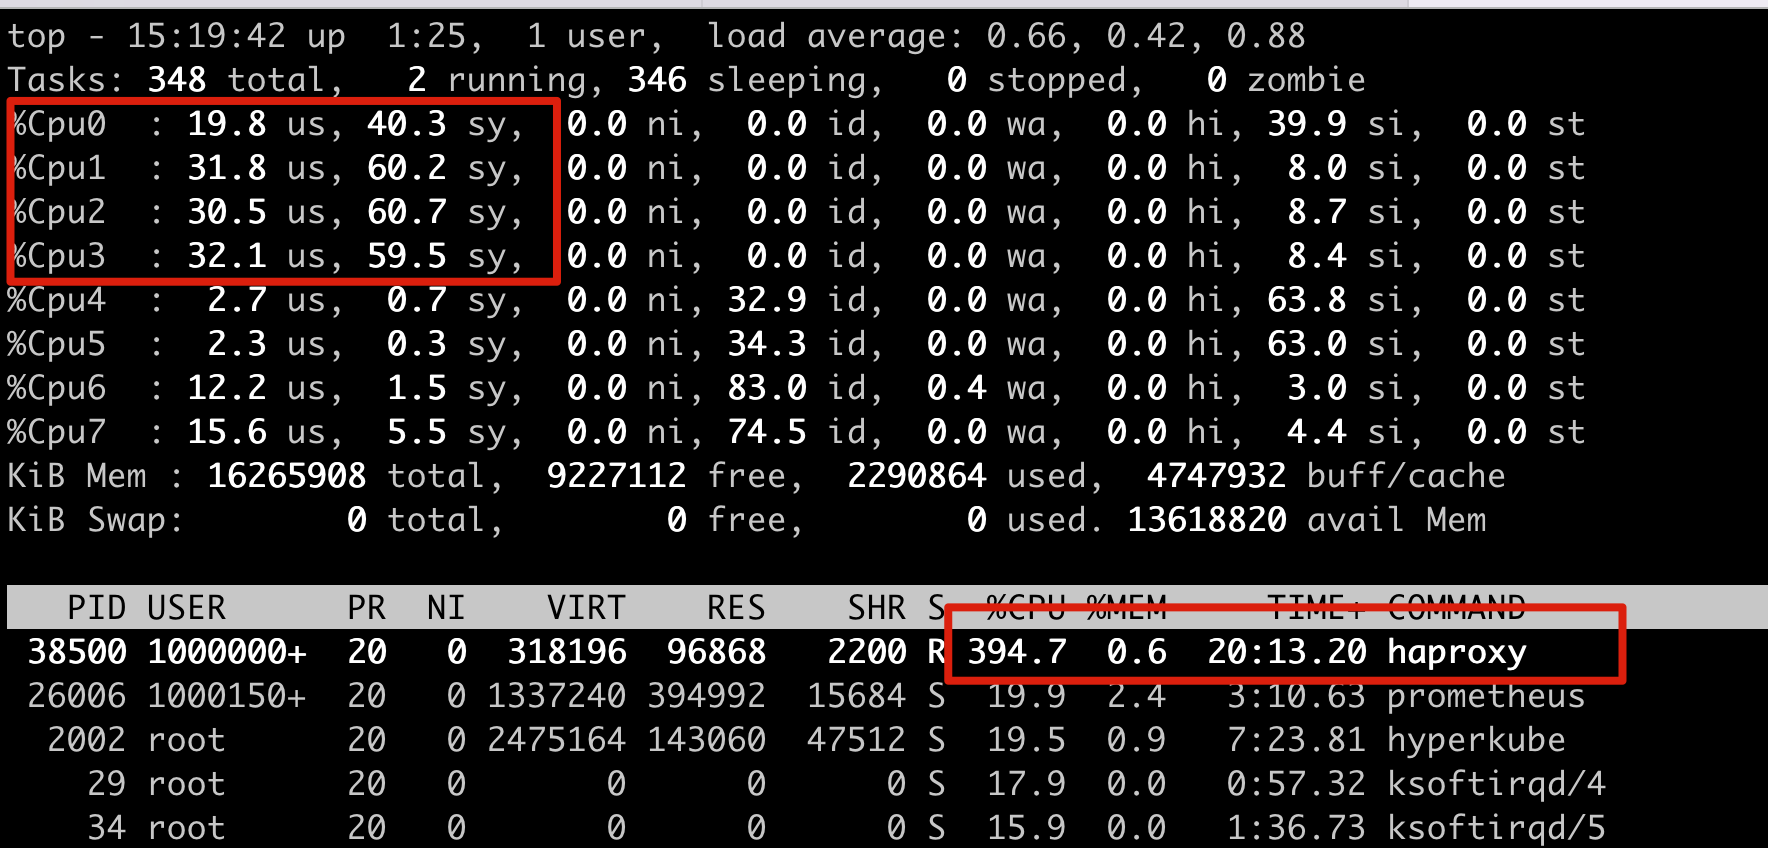 top - 15:19:42 up  1:25,  1 user,  load average: 0.66, 0.42, 0.88
Tasks: 348 total,   2 running, 346 sleeping,   0 stopped,   0 zombie
%Cpu0  : 19.8 us, 40.3 sy,  0.0 ni,  0.0 id,  0.0 wa,  0.0 hi, 39.9 si,  0.0 st
%Cpu1  : 31.8 us, 60.2 sy,  0.0 ni,  0.0 id,  0.0 wa,  0.0 hi,  8.0 si,  0.0 st
%Cpu2  : 30.5 us, 60.7 sy,  0.0 ni,  0.0 id,  0.0 wa,  0.0 hi,  8.7 si,  0.0 st
%Cpu3  : 32.1 us, 59.5 sy,  0.0 ni,  0.0 id,  0.0 wa,  0.0 hi,  8.4 si,  0.0 st
%Cpu4  :  2.7 us,  0.7 sy,  0.0 ni, 32.9 id,  0.0 wa,  0.0 hi, 63.8 si,  0.0 st
%Cpu5  :  2.3 us,  0.3 sy,  0.0 ni, 34.3 id,  0.0 wa,  0.0 hi, 63.0 si,  0.0 st
%Cpu6  : 12.2 us,  1.5 sy,  0.0 ni, 83.0 id,  0.4 wa,  0.0 hi,  3.0 si,  0.0 st
%Cpu7  : 15.6 us,  5.5 sy,  0.0 ni, 74.5 id,  0.0 wa,  0.0 hi,  4.4 si,  0.0 st
KiB Mem : 16265908 total,  9227112 free,  2290864 used,  4747932 buff/cache
KiB Swap:        0 total,        0 free,        0 used. 13618820 avail Mem
PID USER      PR  NI    VIRT    RES    SHR S  %CPU %MEM     TIME+ COMMAND
38500 1000000+  20   0  318196  96868   2200 R 394.7  0.6  20:13.20 haproxy
26006 1000150+  20   0 1337240 394992  15684 S  19.9  2.4   3:10.63 prometheus
2002 root      20   0 2475164 143060  47512 S  19.5  0.9   7:23.81 hyperkube
29 root      20   0       0      0      0 S  17.9  0.0   0:57.32 ksoftirqd/4
34 root      20   0       0      0      0 S  15.9  0.0   1:36.73 ksoftirqd/5